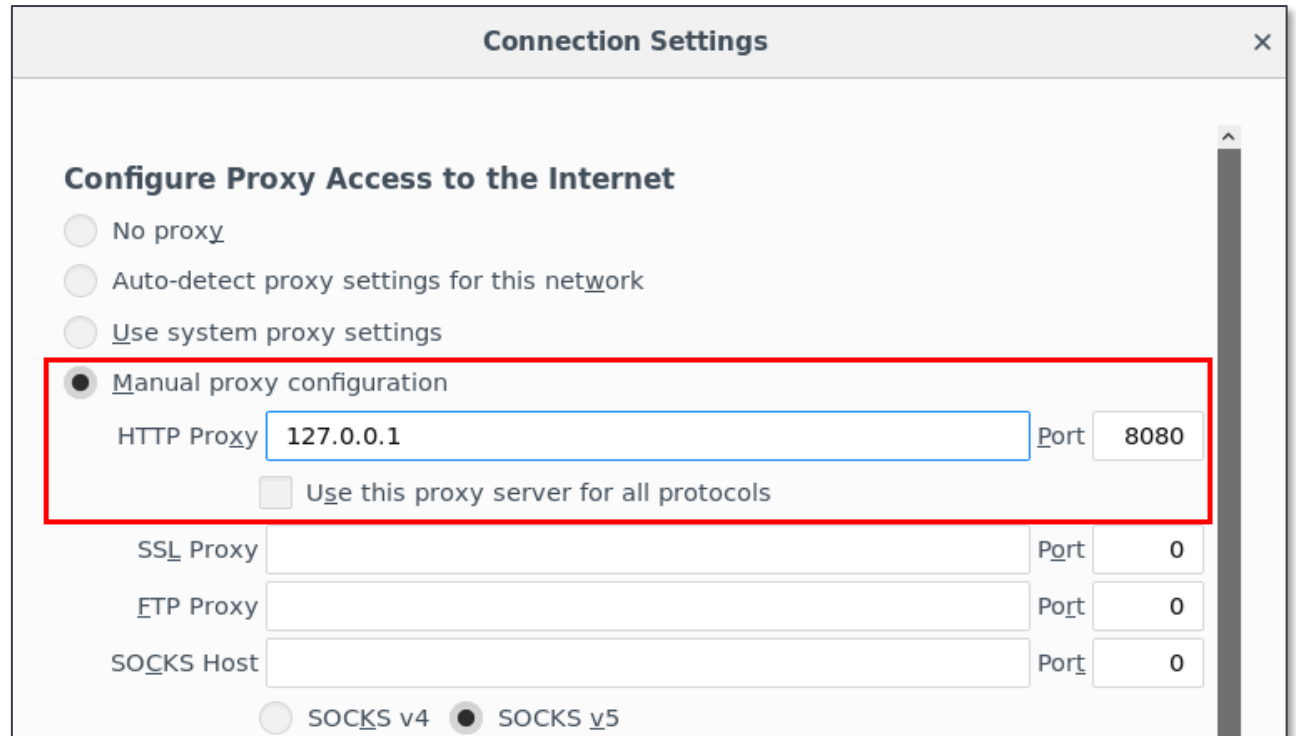 Connection Settings
Configure Proxy Access to the Internet
No proxy
Auto-detect proxy settings for this network
Use system proxy settings
Manual proxy configuration
HTTP Proxy 127.0.0.1 Port 8080
Use this proxy server for all protocols
SSL Proxy Port 0
FTP Proxy Port 0
SOCKS Host Port 0
SOCKS v4 SOCKS v5